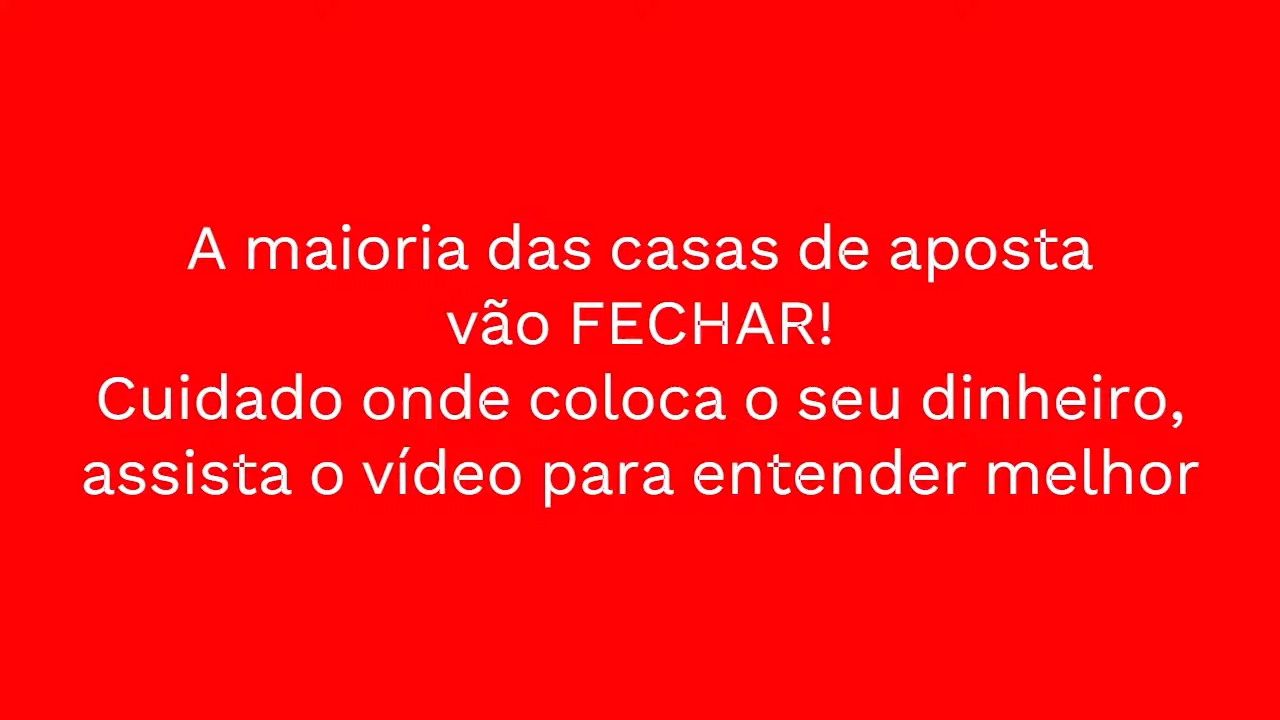 A maioria das casas de aposta
vão FECHAR!
Cuidado onde coloca o seu dinheiro,
assista o vídeo para entender melhor